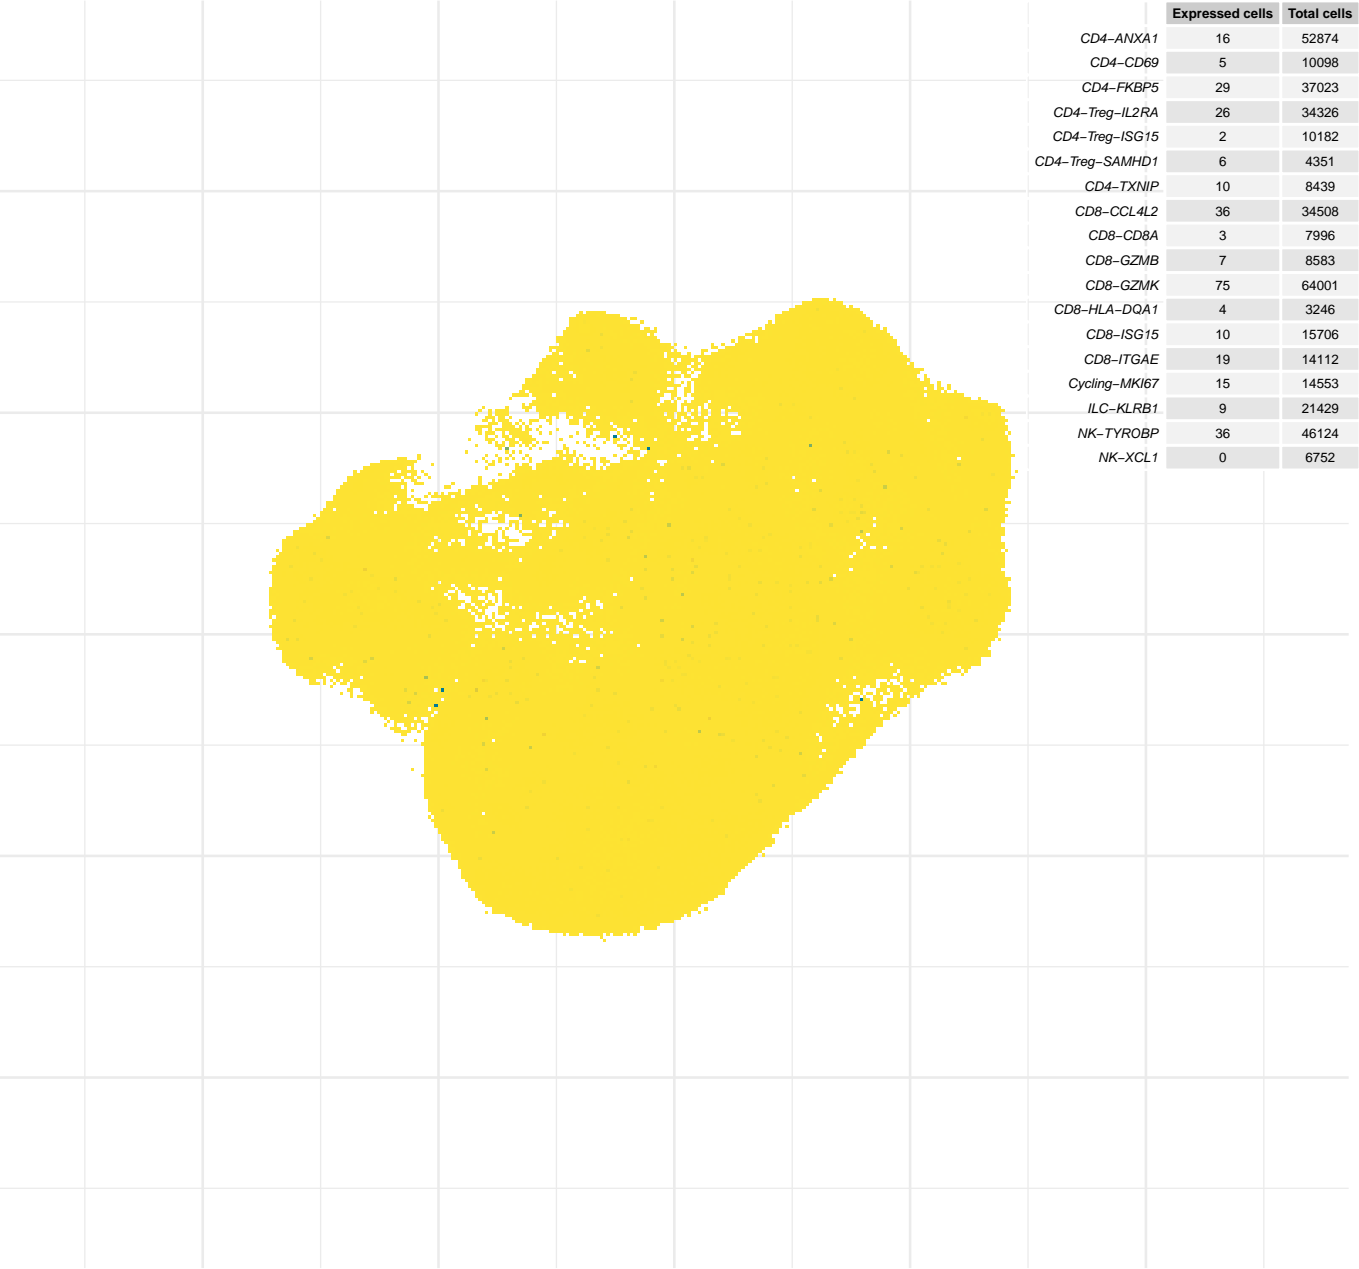 Expressed cells Total cells
CD4−ANXA1 16 52874
CD4−CD69 5 10098
CD4−FKBP5 29 37023
CD4−Treg−IL2RA 26 34326
CD4−Treg−ISG15 2 10182
CD4−Treg−SAMHD1 6 4351
CD4−TXNIP 10 8439
CD8−CCL4L2 36 34508
CD8−CD8A 3 7996
CD8−GZMB 7 8583
CD8−GZMK 75 64001
CD8−HLA−DQA1 4 3246
CD8−ISG15 10 15706
CD8−ITGAE 19 14112
Cycling−MKI67 15 14553
ILC−KLRB1 9 21429
NK−TYROBP 36 46124
NK−XCL1 0 6752